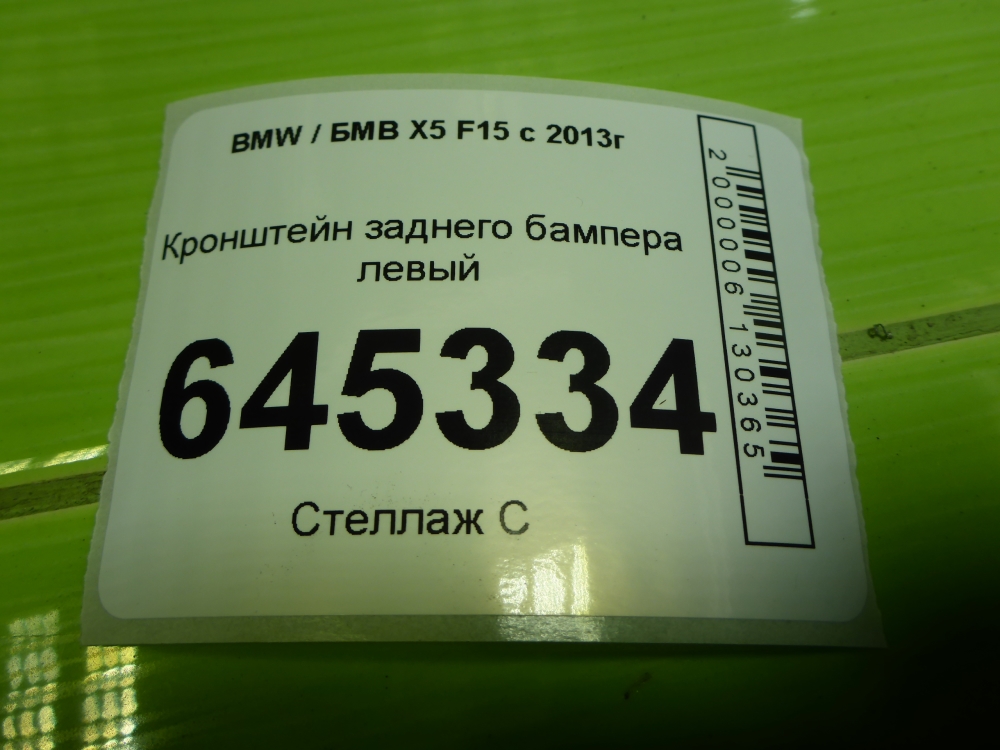 BMW / БМВ X5 F15 с 2013г
Кронштейн заднего бампера
левый
645334
Стеллаж С
2000006130365